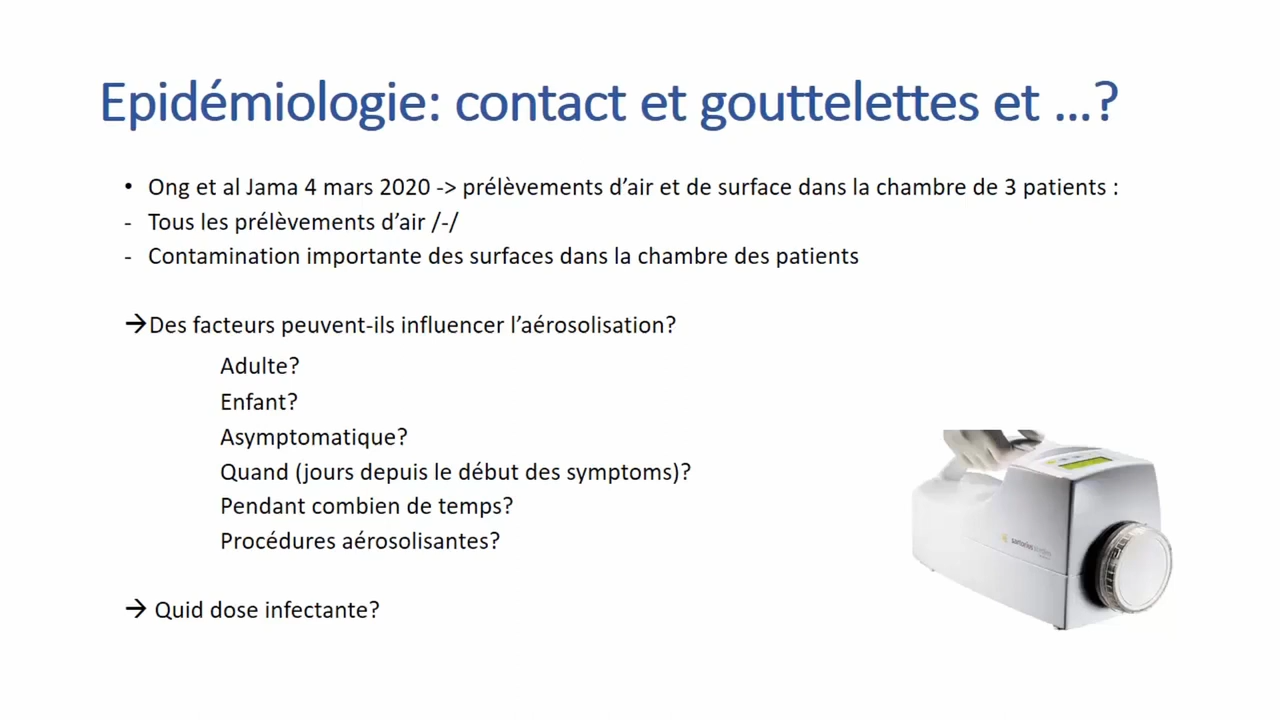 Epidémiologie: contact et gouttelettes et ...?
• Ong et al Jama 4 mars 2020 -> prélèvements d’air et de surface dans la chambre de 3 patients :
- Tous les prélèvements d’air /-/
- Contamination importante des surfaces dans la chambre des patients
→Des facteurs peuvent-ils influencer l’aérosolisation?
Adulte?
Enfant?
Asymptomatique?
Quand (jours depuis le début des symptoms)?
Pendant combien de temps?
Procédures aérosolisantes?
→ Quid dose infectante?